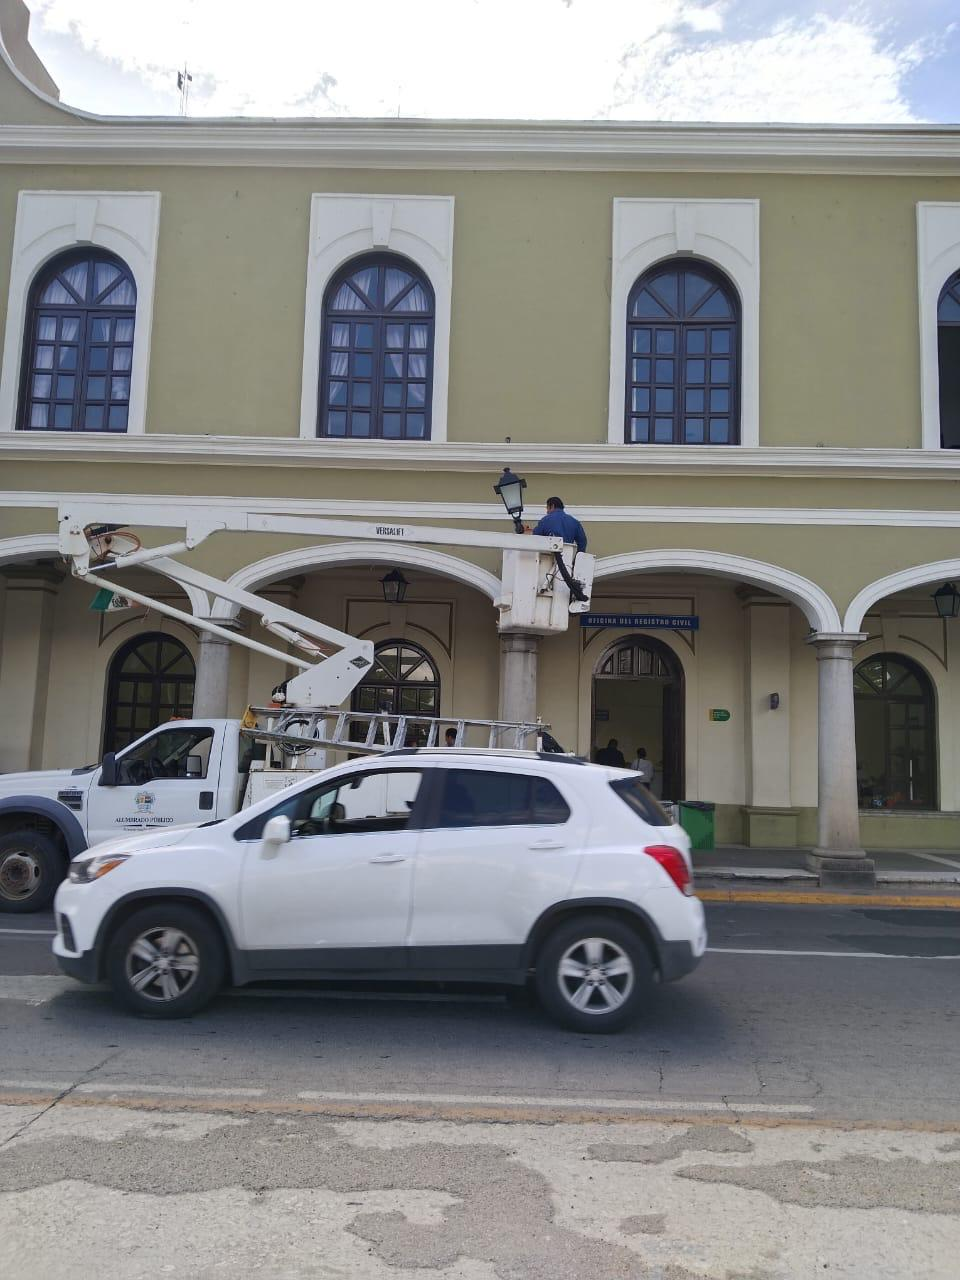 VERSALIFT
OFICINA DEL REGISTRO CIVIL
ALUMBRADO PÚBLICO